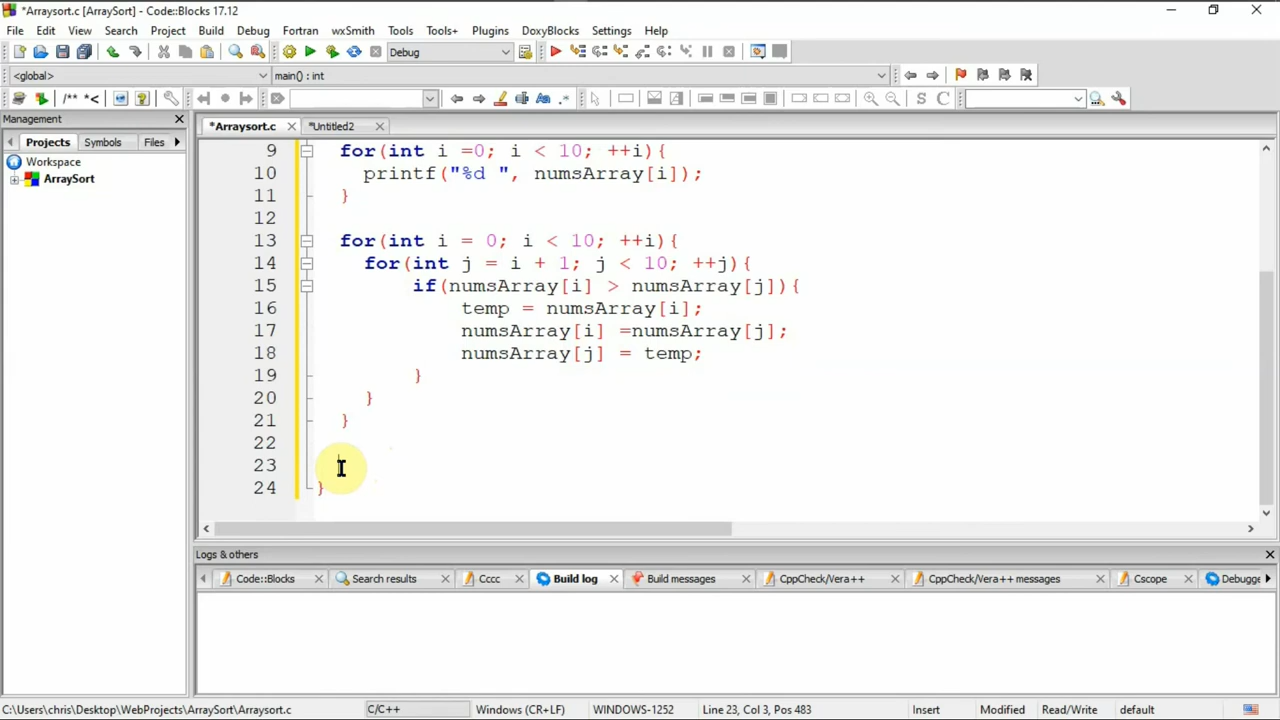 *Arraysort.c [ArraySort] - Code::Blocks 17.12
File Edit View Search Project Build Debug Fortran wxSmith Tools Tools+ Plugins DoxyBlocks Settings Help
Debug
<global> main() : int
/** *< S C
Management *Arraysort.c *Untitled2
Projects Symbols Files
Workspace
ArraySort
9 for(int i =0; i < 10; ++i){
10 printf("%d ", numsArray[i]);
11 }
12
13 for(int i = 0; i < 10; ++i){
14 for(int j = i + 1; j < 10; ++j){
15 if(numsArray[i] > numsArray[j]){
16 temp = numsArray[i];
17 numsArray[i] =numsArray[j];
18 numsArray[j] = temp;
19 }
20 }
21 }
22
23
24 }
Logs & others
Code::Blocks Search results Cccc Build log Build messages CppCheck/Vera++ CppCheck/Vera++ messages Cscope Debugge
C:\Users\chris\Desktop\WebProjects\ArraySort\Arraysort.c C/C++ Windows (CR+LF) WINDOWS-1252 Line 23, Col 3, Pos 483 Insert Modified Read/Write default